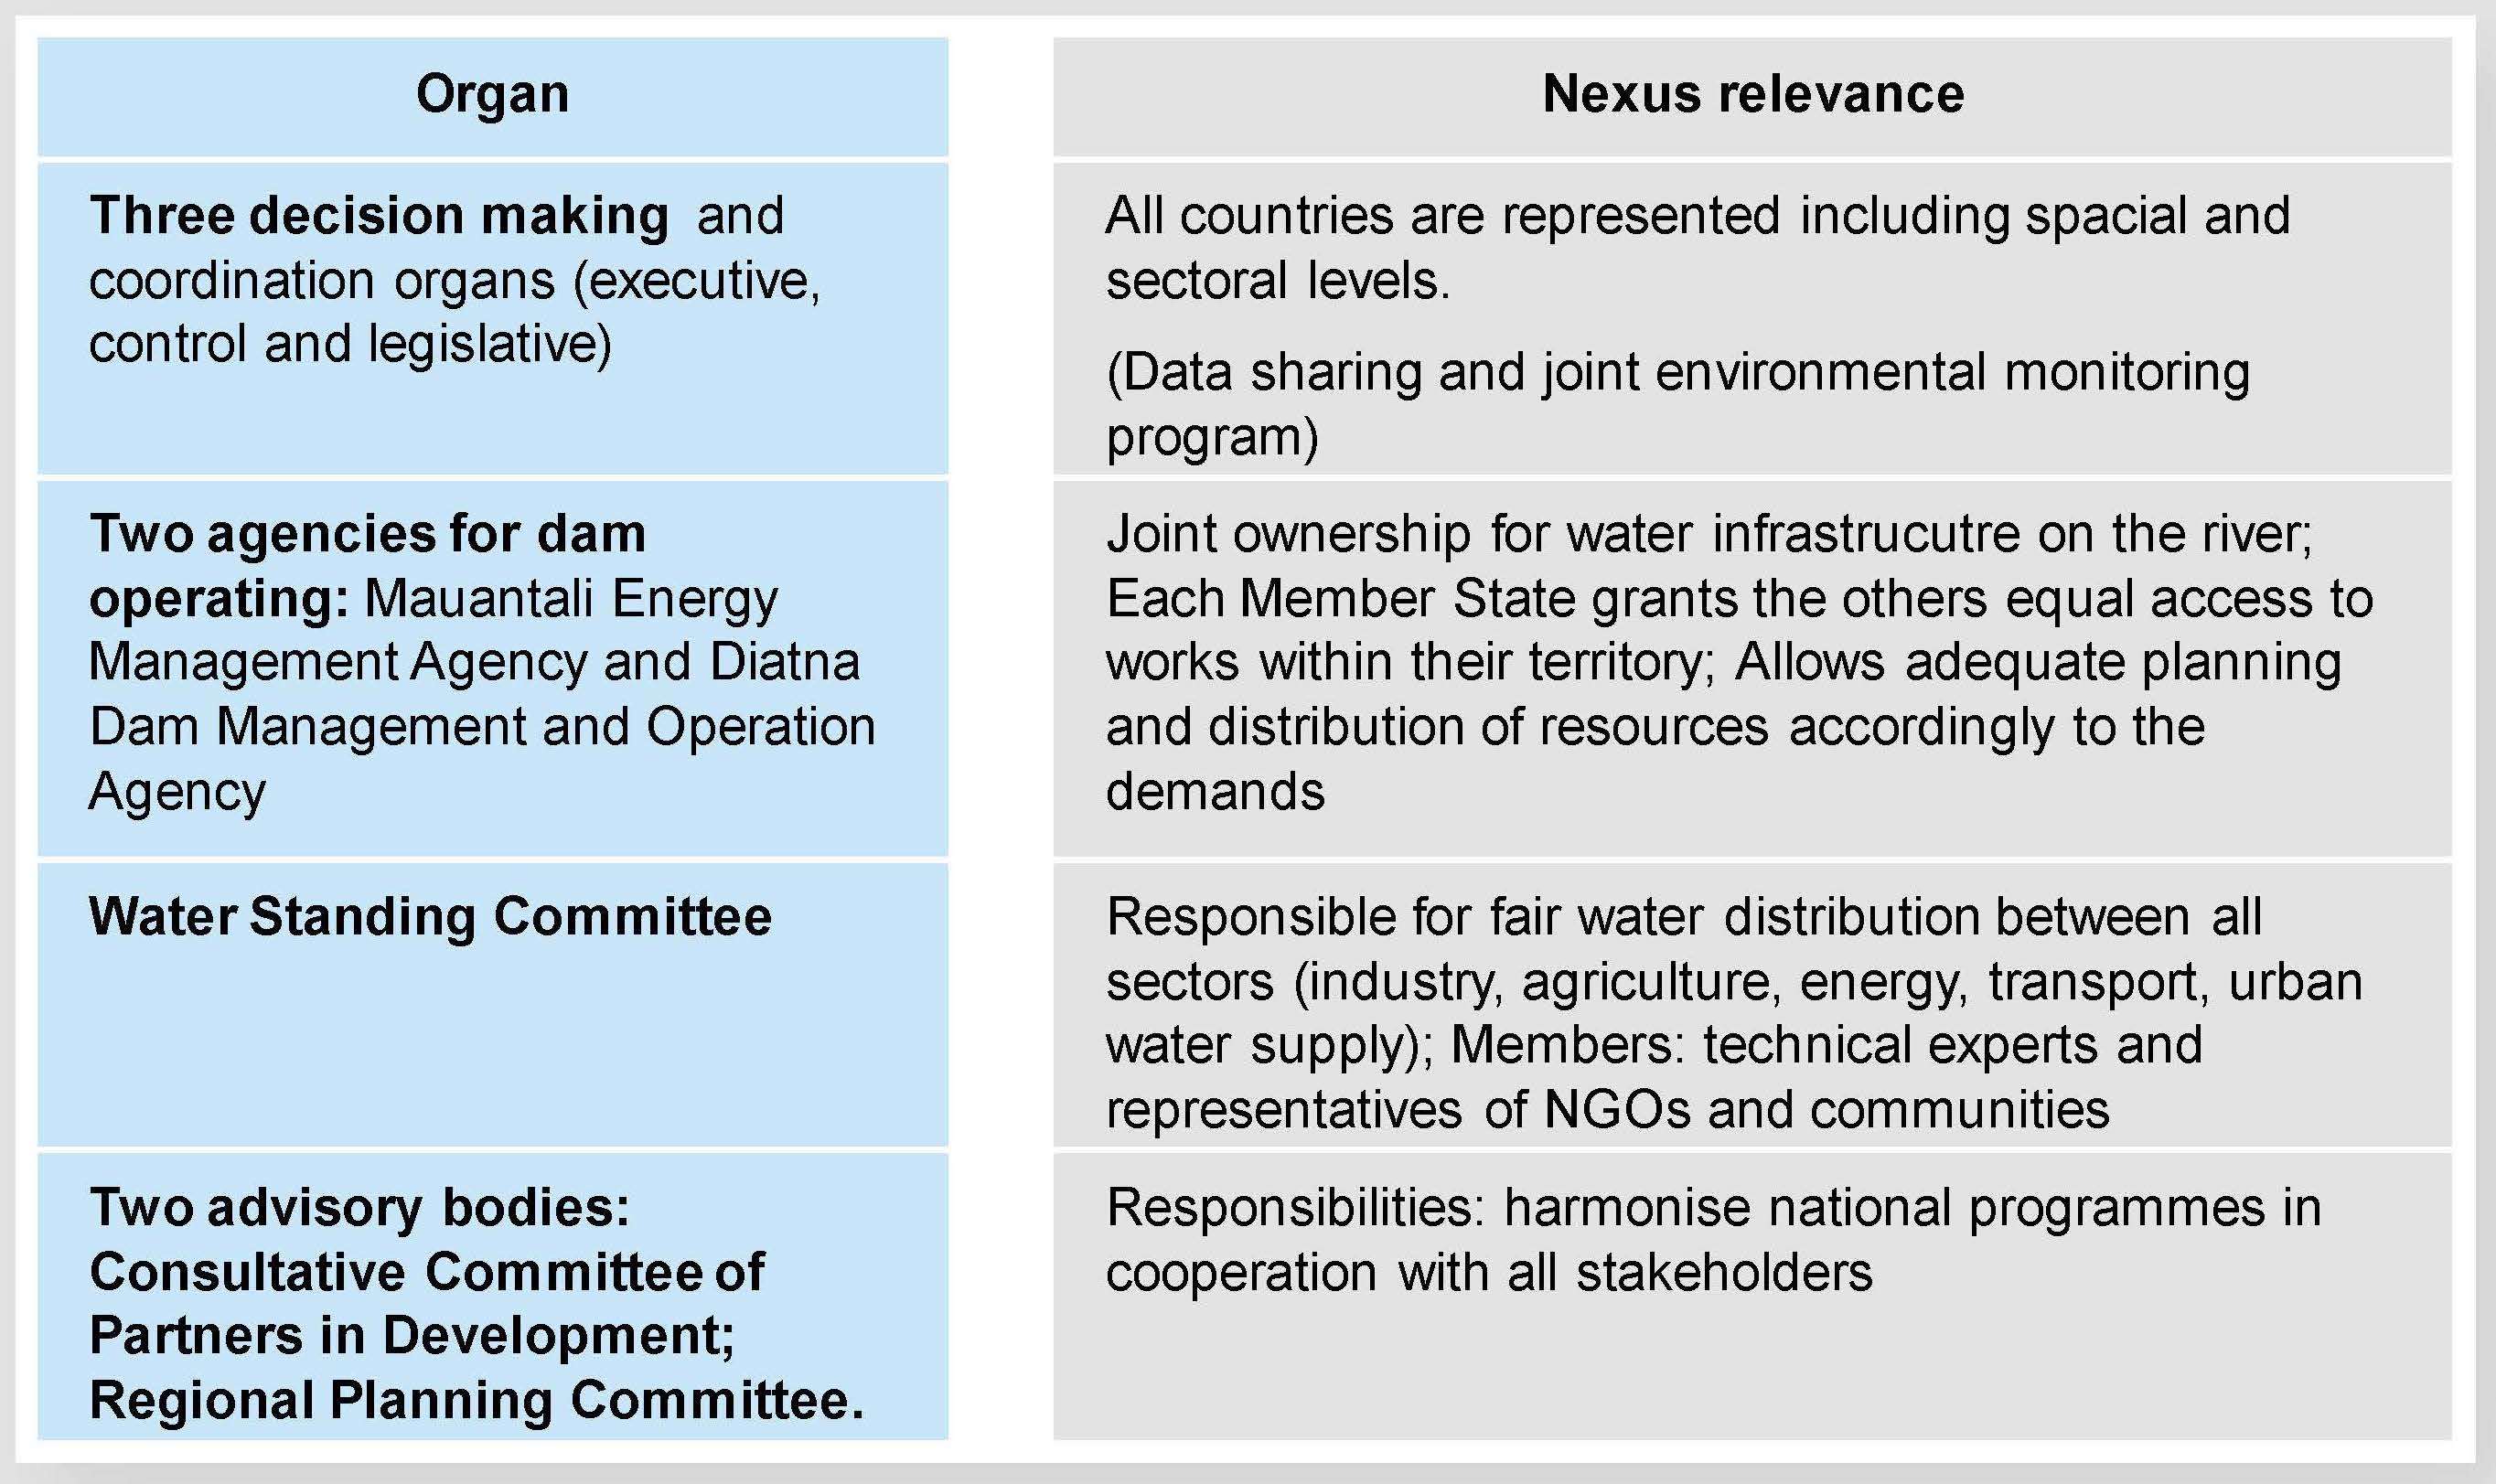 Organ
Nexus relevance
Three decision making and
coordination organs (executive,
control and legislative)
All countries are represented including spacial and
sectoral levels.
(Data sharing and joint environmental monitoring
program)
Two agencies for dam
operating: Mauantali Energy
Management Agency and Diatna
Dam Management and Operation
Agency
Joint ownership for water infrastrucutre on the river;
Each Member State grants the others equal access to
works within their territory; Allows adequate planning
and distribution of resources accordingly to the
demands
Water Standing Committee
Responsible for fair water distribution between all
sectors (industry, agriculture, energy, transport, urban
water supply); Members: technical experts and
representatives of NGOs and communities
Two advisory bodies:
Consultative Committee of
Partners in Development;
Regional Planning Committee.
Responsibilities: harmonise national programmes in
cooperation with all stakeholders